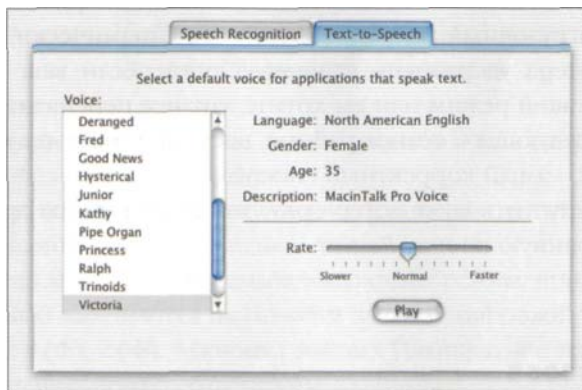 Speech Recognition Text-to-Speech
Select a default voice for applications that speak text.
Voice:
Deranged
Fred
Good News
Hysterical
Junior
Kathy
Pipe Organ
Princess
Ralph
Trinoids
Victoria
Language: North American English
Gender: Female
Age: 35
Description: MacinTalk Pro Voice
Rate:
Slower Normal Faster
Play